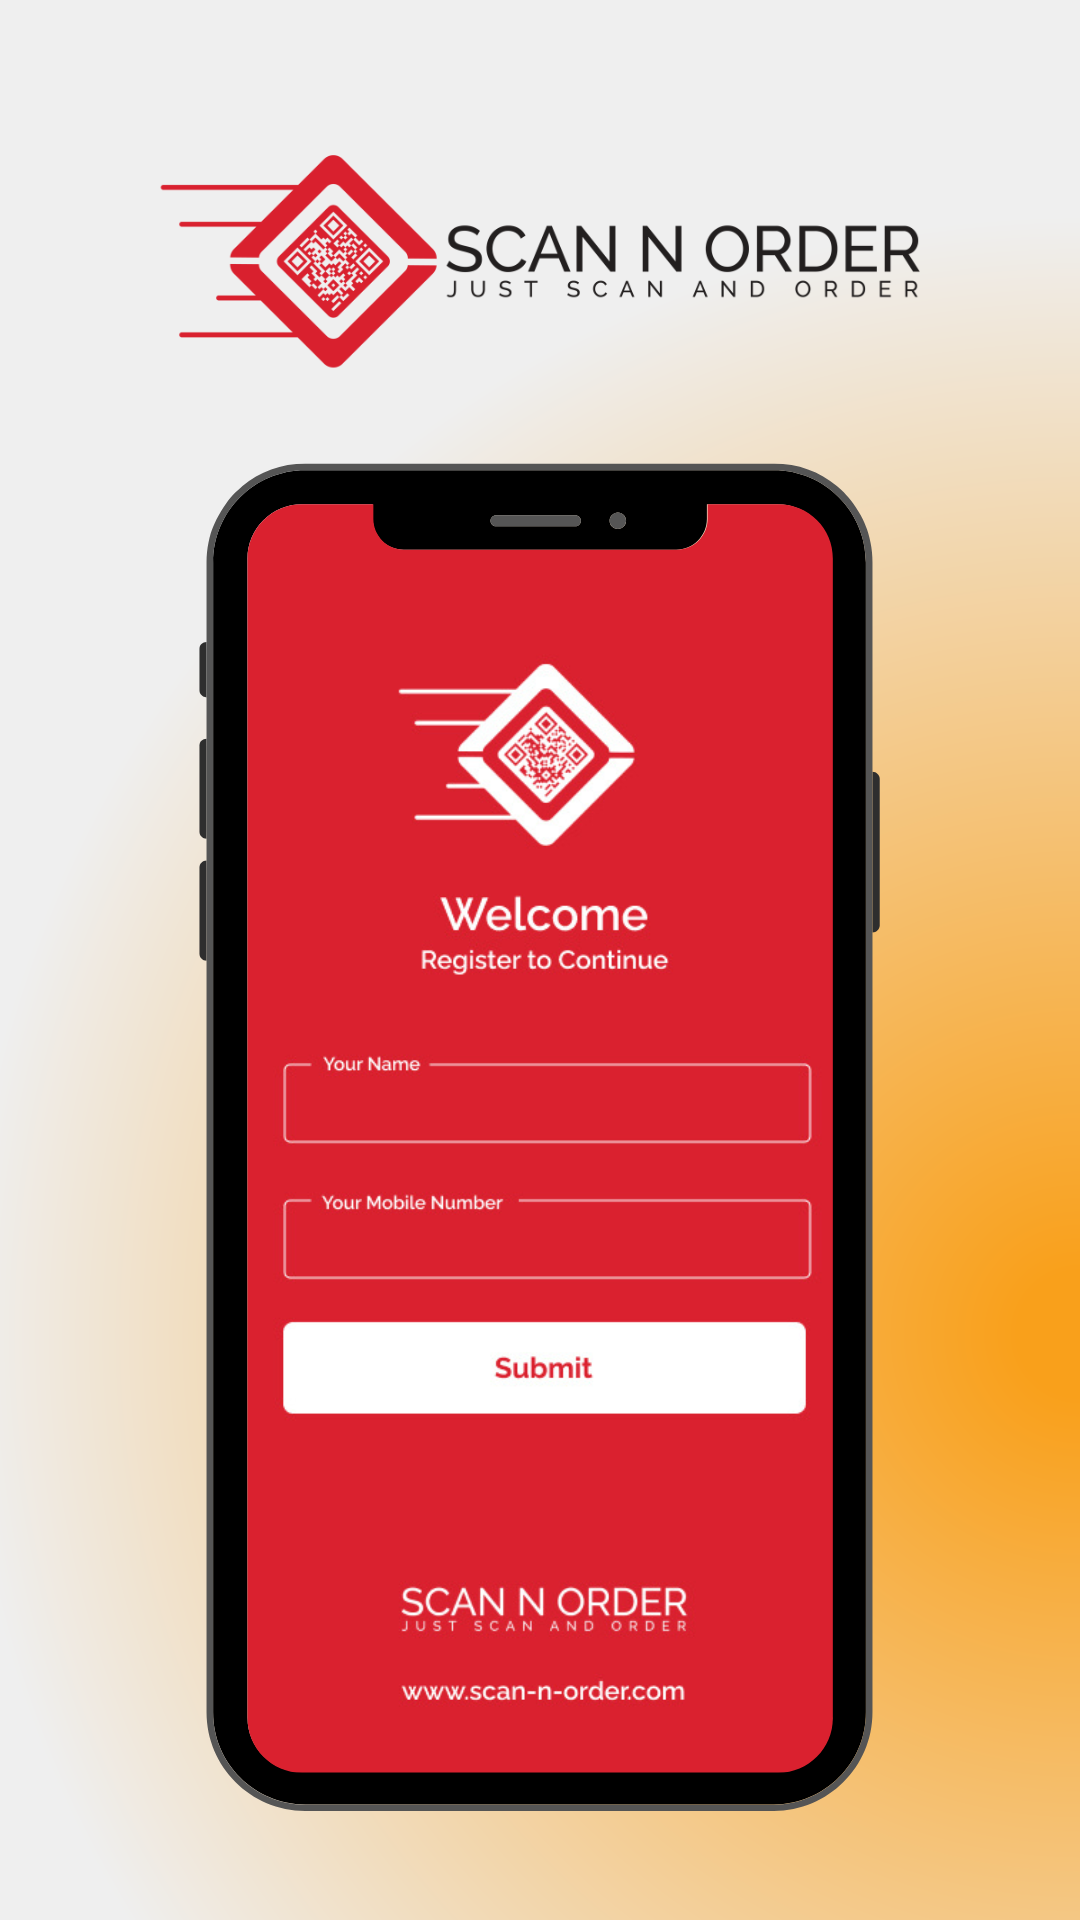 SCAN N ORDER
JUST SCAN AND ORDER
Welcome
Register to Continue
Your Name
Your Mobile Number
Submit
SCAN N ORDER
JUST SCAN AND ORDER
www.scan-n-order.com